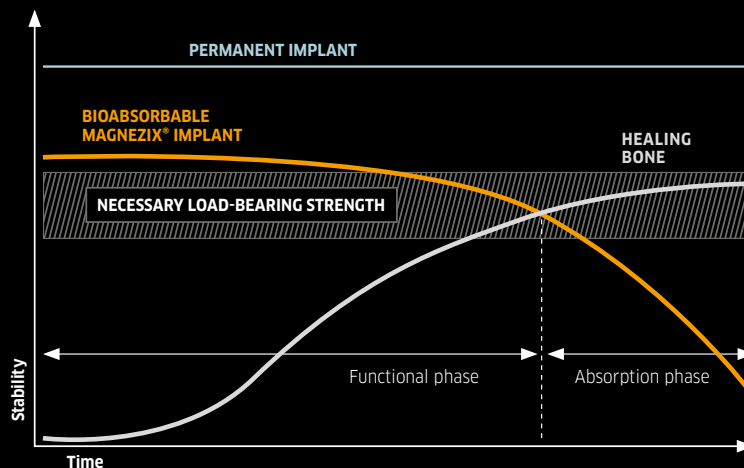 PERMANENT IMPLANT
BIOABSORBABLE
MAGNEZIX® IMPLANT
HEALING
BONE
NECESSARY LOAD-BEARING STRENGTH
Functional phase
Absorption phase
Stability
Time